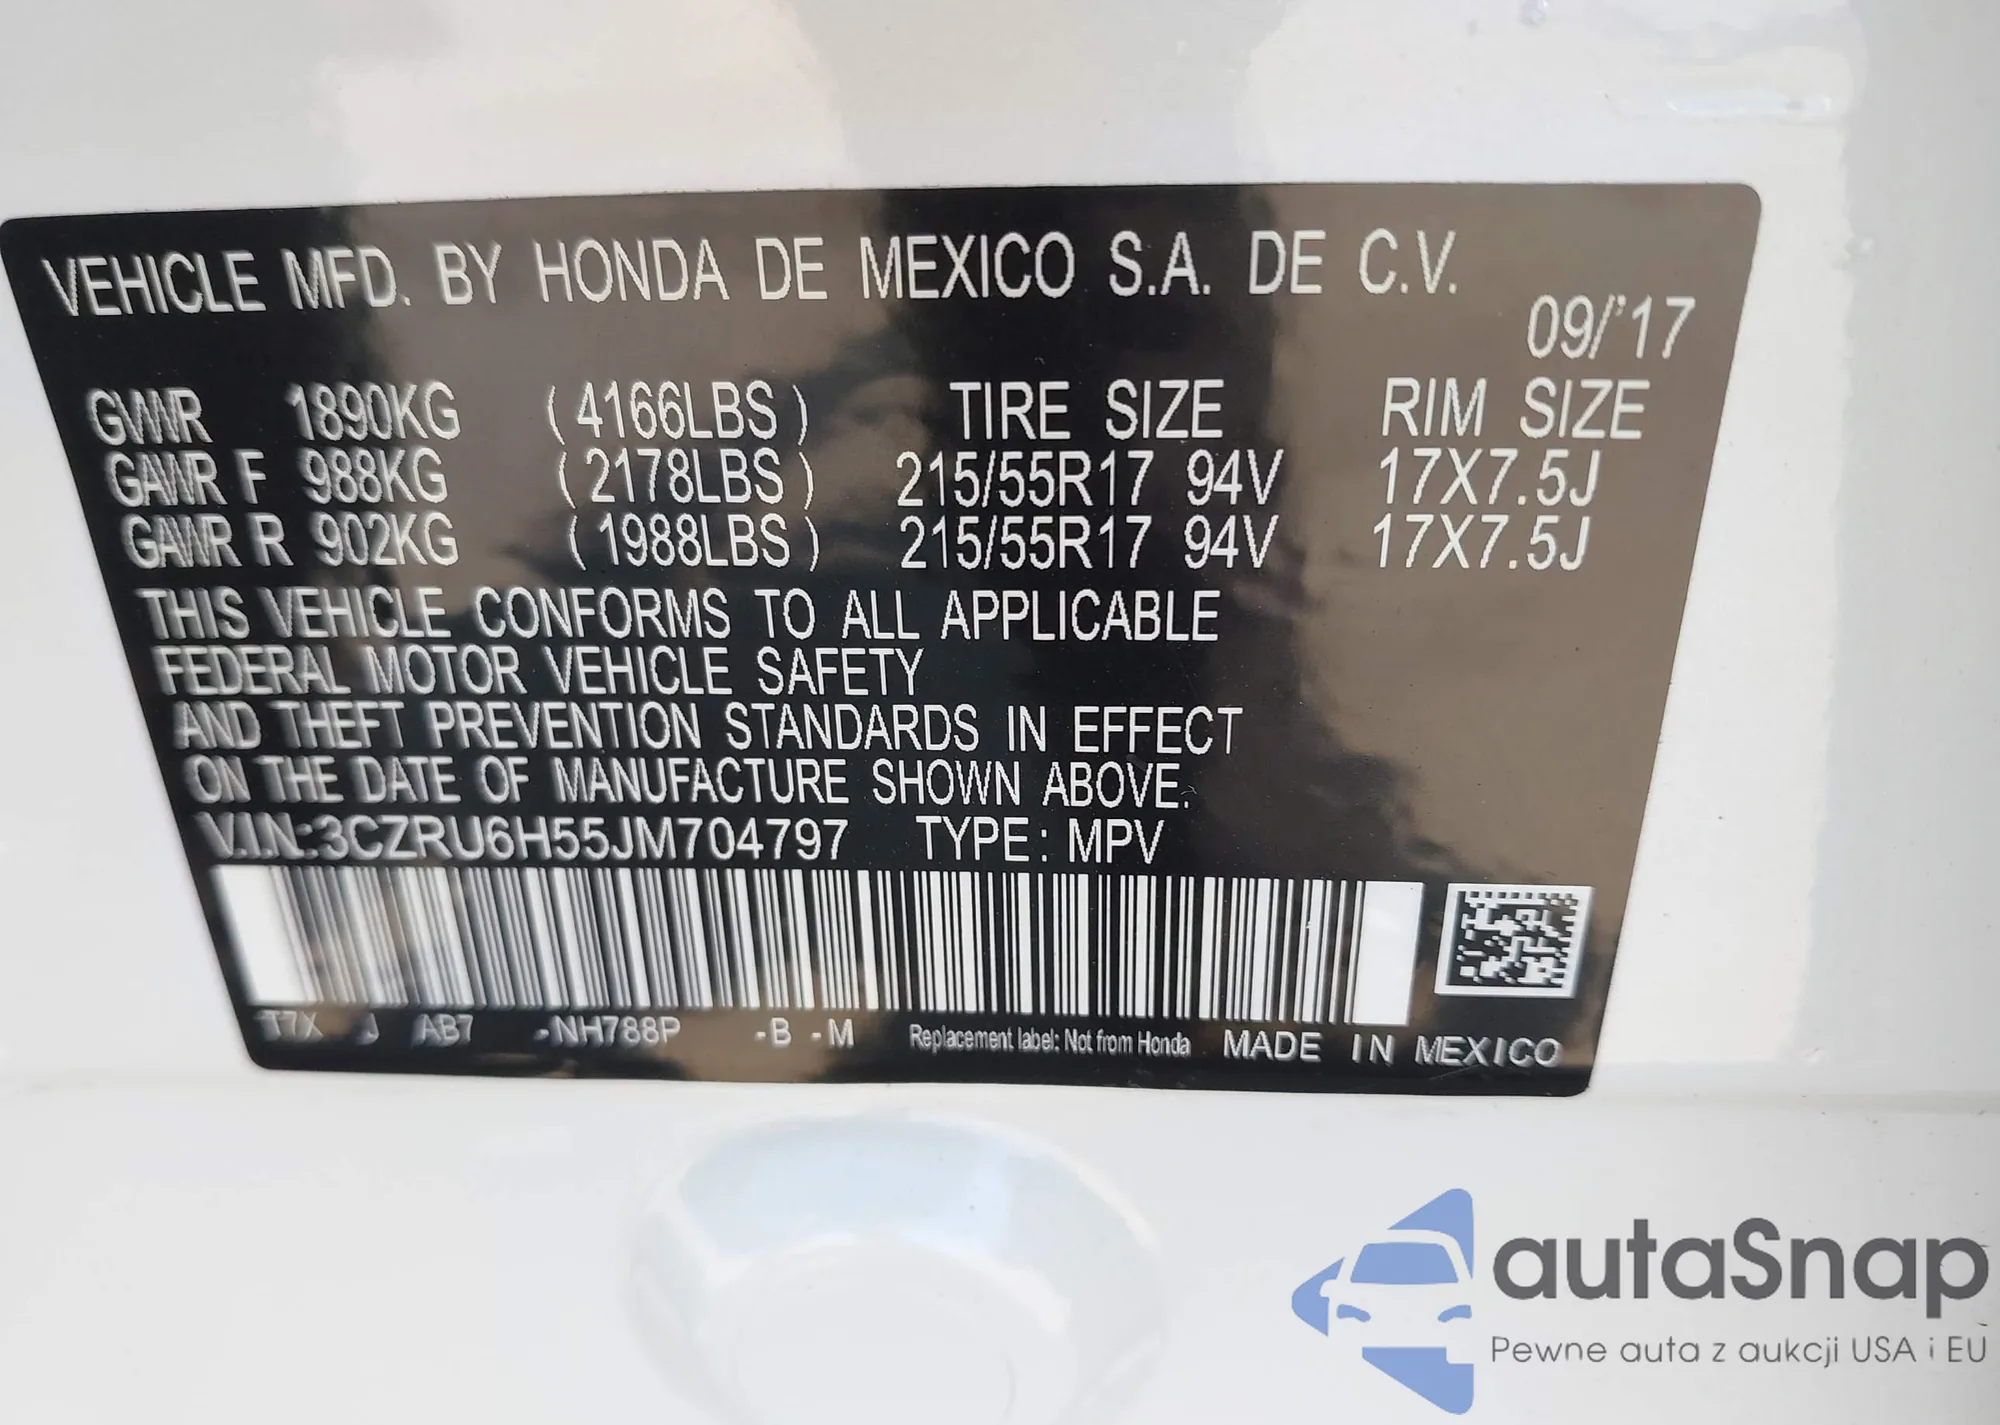 VEHICLE MFD. BY HONDA DE MEXICO S.A. DE C.V.
09/'17
GVWR 1890KG (4166LBS) TIRE SIZE RIM SIZE
GAWR F 988KG (2178LBS) 215/55R17 94V 17X7.5J
GAWR R 902KG (1988LBS) 215/55R17 94V 17X7.5J
THIS VEHICLE CONFORMS TO ALL APPLICABLE
FEDERAL MOTOR VEHICLE SAFETY
AND THEFT PREVENTION STANDARDS IN EFFECT
ON THE DATE OF MANUFACTURE SHOWN ABOVE.
V.I.N.:3CZRU6H55JM704797 TYPE: MPV
T7X J AB7 -NH788P -B -M Replacement label: Not from Honda MADE IN MEXICO
autaSnap
Pewne auta z aukcji USA i EU